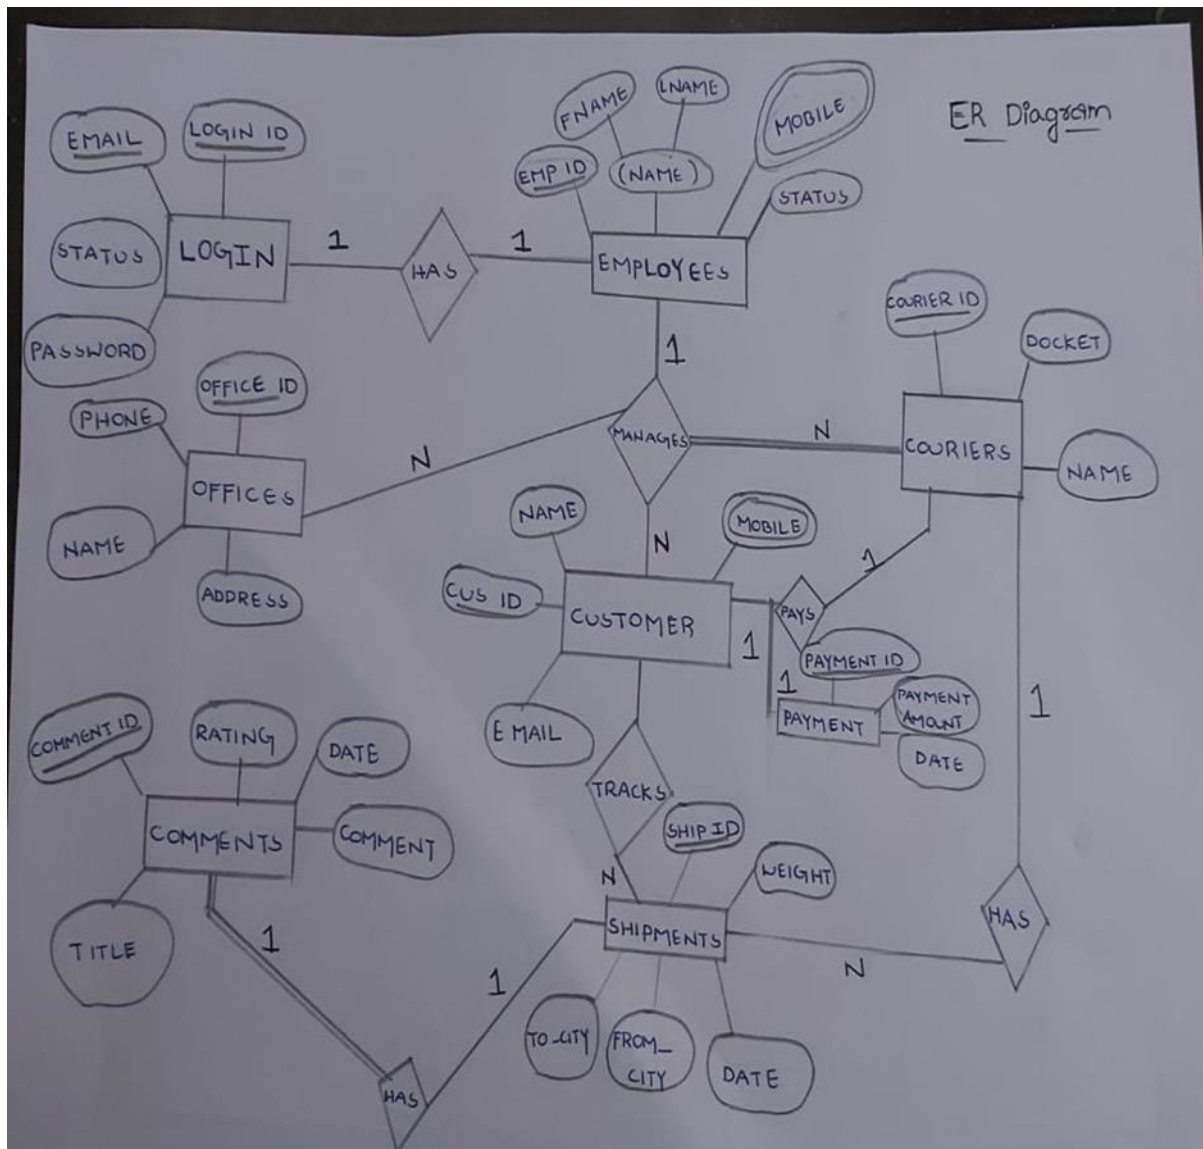 ER Diagram
FNAME
LNAME
MOBILE
EMAIL
LOGIN ID
EMP ID
(NAME)
STATUS
STATUS
LOGIN
1
HAS
1
EMPLOYEES
PASSWORD
1
COURIER ID
DOCKET
OFFICE ID
PHONE
MANAGES
N
COURIERS
NAME
N
OFFICES
NAME
ADDRESS
NAME
MOBILE
N
CUS ID
CUSTOMER
EMAIL
1
PAYS
1
1
PAYMENT ID
PAYMENT
PAYMENT
AMOUNT
DATE
1
COMMENT ID
RATING
DATE
COMMENTS
COMMENT
TITLE
TRACKS
N
SHIP ID
WEIGHT
SHIPMENTS
N
HAS
1
1
TO_CITY
FROM_
CITY
DATE
HAS